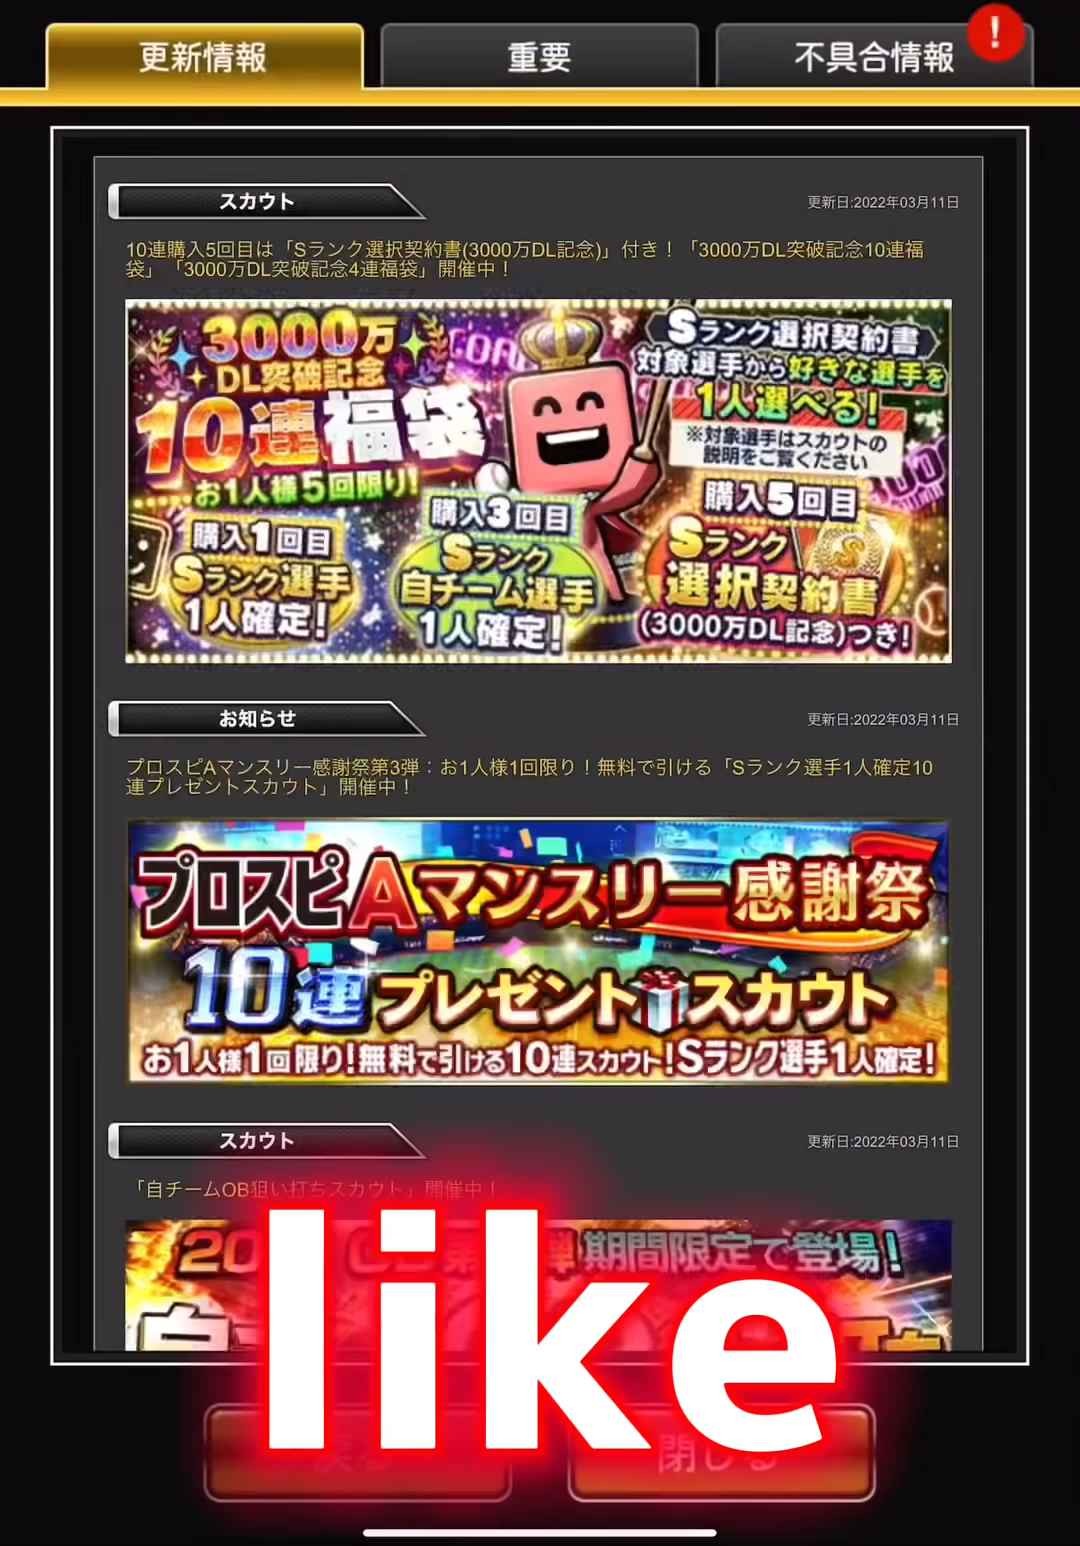 更新情報
重要
不具合情報
!
スカウト
更新日:2022年03月11日
10連購入5回目は「Sランク選択契約書(3000万DL記念)」付き！「3000万DL突破記念10連福
袋」「3000万DL突破記念4連福袋」開催中！
3000万
DL突破記念
10連福袋
お1人様5回限り!
Sランク選択契約書
対象選手から好きな選手を
1人選べる!
※対象選手はスカウトの
説明をご覧ください
購入1回目
Sランク選手
1人確定!
購入3回目
Sランク
自チーム選手
1人確定!
購入5回目
Sランク
選択契約書
(3000万DL記念)つき!
お知らせ
更新日:2022年03月11日
プロスピAマンスリー感謝祭第3弾：お1人様1回限り！無料で引ける「Sランク選手1人確定10
連プレゼントスカウト」開催中！
プロスピAマンスリー感謝祭
10連プレゼントスカウト
お1人様1回限り!無料で引ける10連スカウト!Sランク選手1人確定!
スカウト
更新日:2022年03月11日
「自チームOB狙い打ちスカウト」開催中！
期間限定で登場!
like
戻る
閉じる